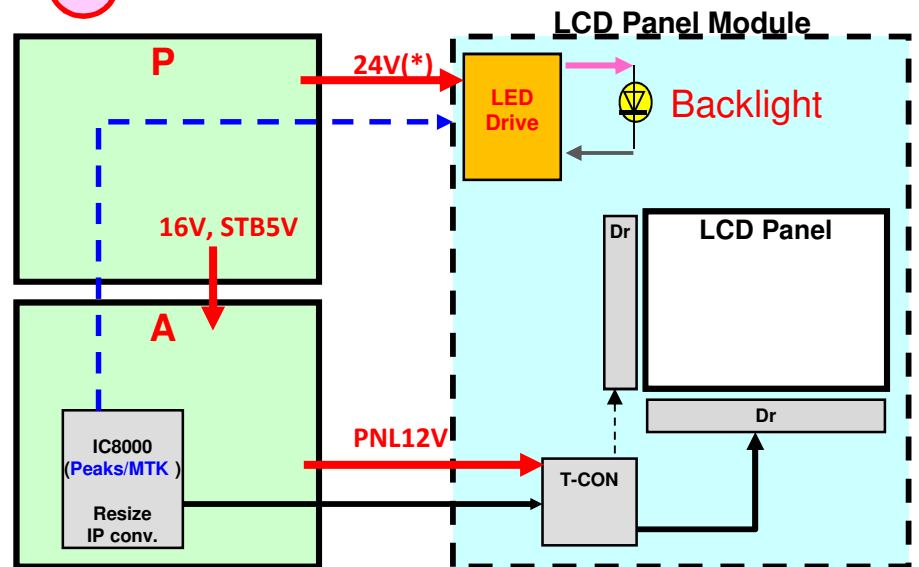 LCD Panel Module
P
24V(*)
LED
Drive
Backlight
16V, STB5V
Dr
LCD Panel
A
Dr
PNL12V
IC8000
(Peaks/MTK )
Resize
IP conv.
T-CON